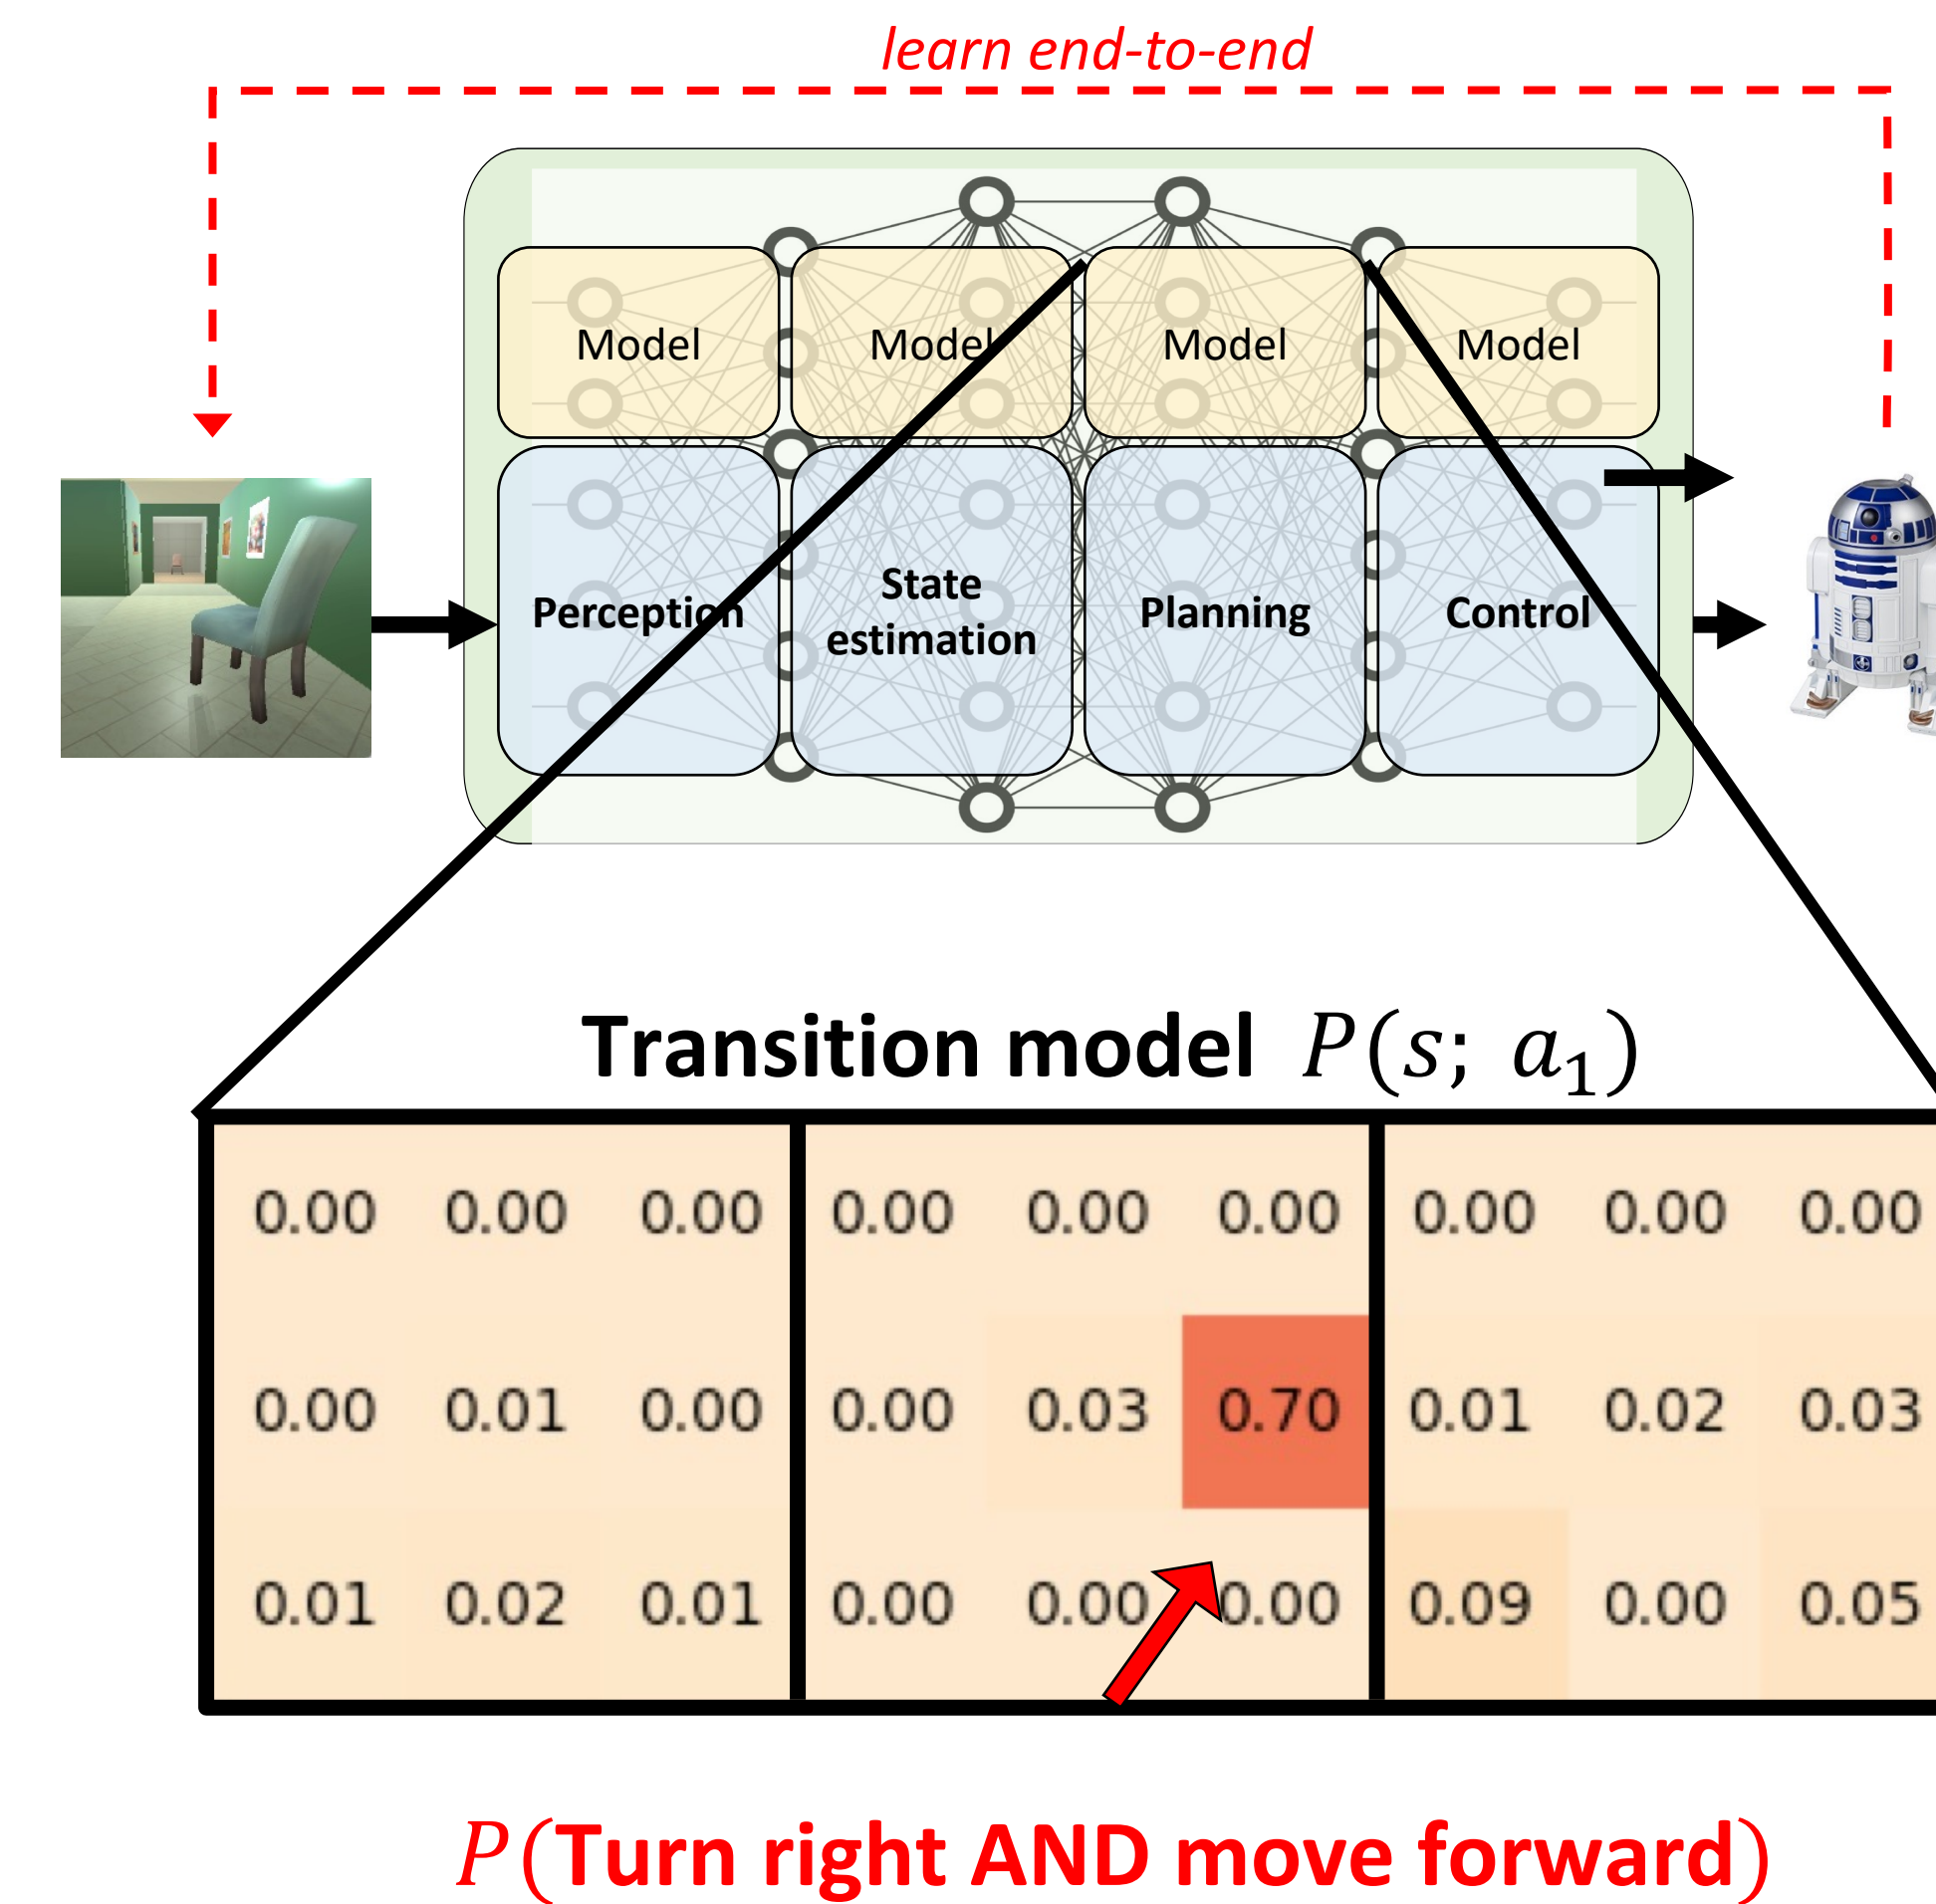 learn end-to-end
Model Model Model Model
Perception State estimation Planning Control
Transition model P(s; a₁)
0.00 0.00 0.00 0.00 0.00 0.00 0.00 0.00 0.00
0.00 0.01 0.00 0.00 0.03 0.70 0.01 0.02 0.03
0.01 0.02 0.01 0.00 0.00 0.00 0.09 0.00 0.05
P(Turn right AND move forward)